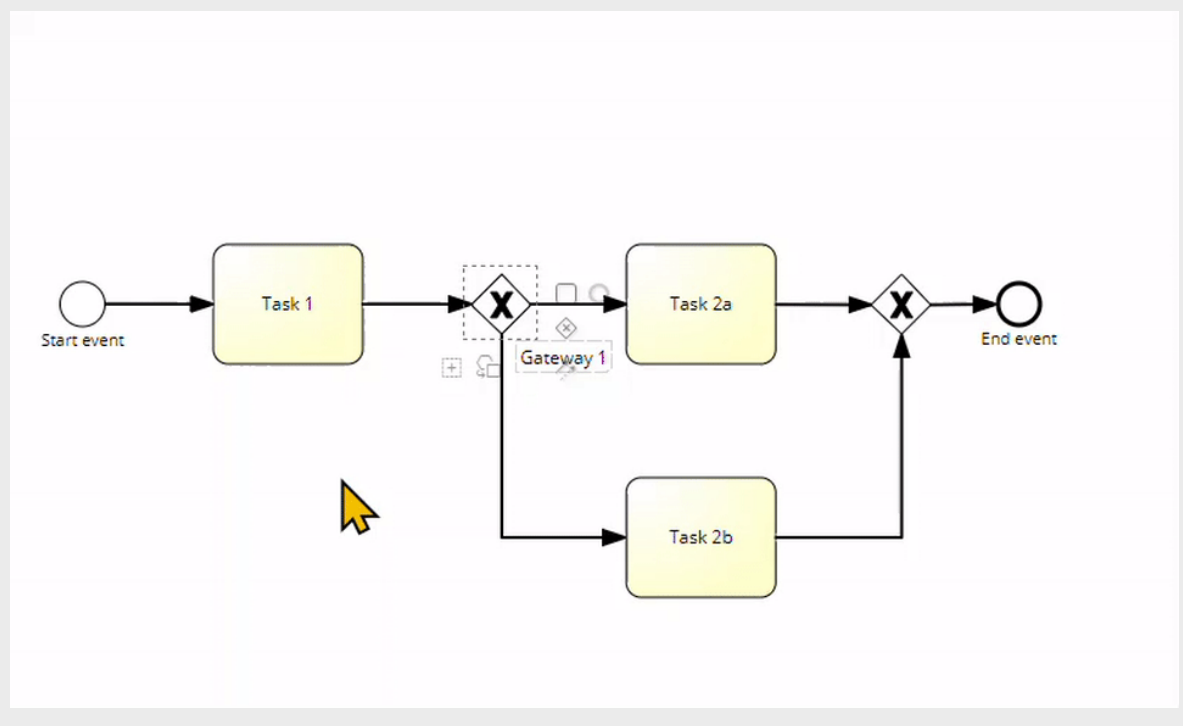 Start event
Task 1
X
Gateway 1
Task 2a
Task 2b
X
End event